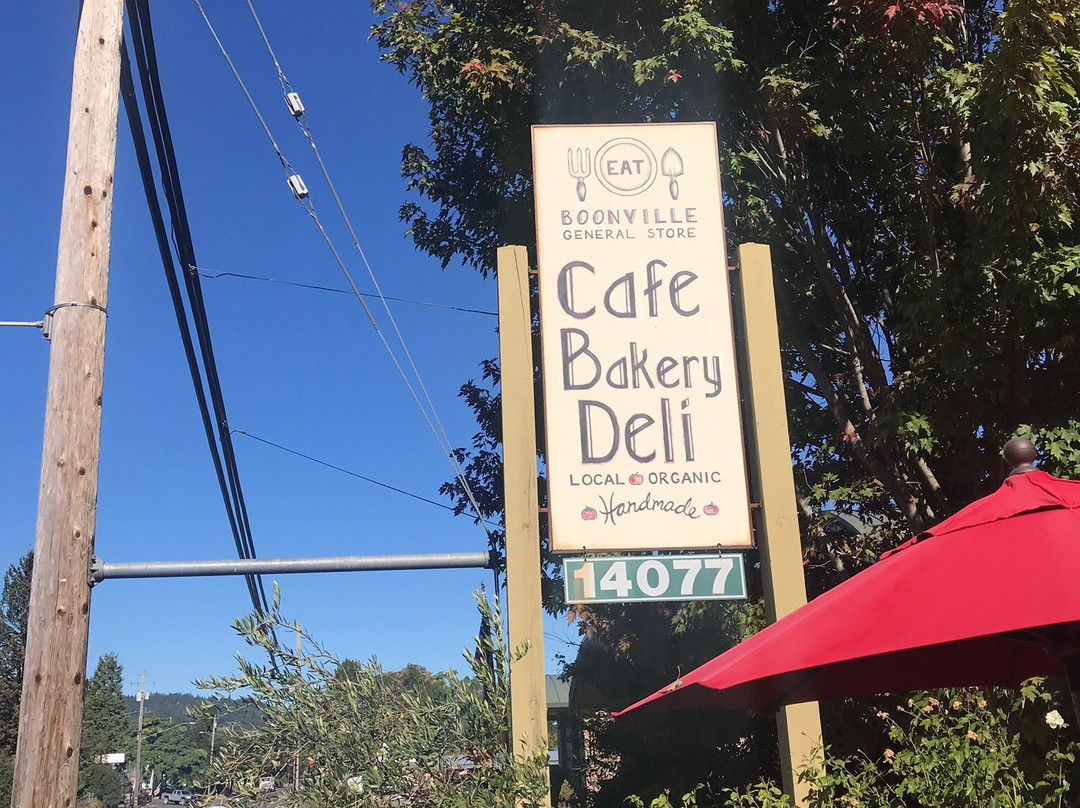 EAT
BOONVILLE
GENERAL STORE
Cafe
Bakery
Deli
LOCAL ORGANIC
Handmade
14077